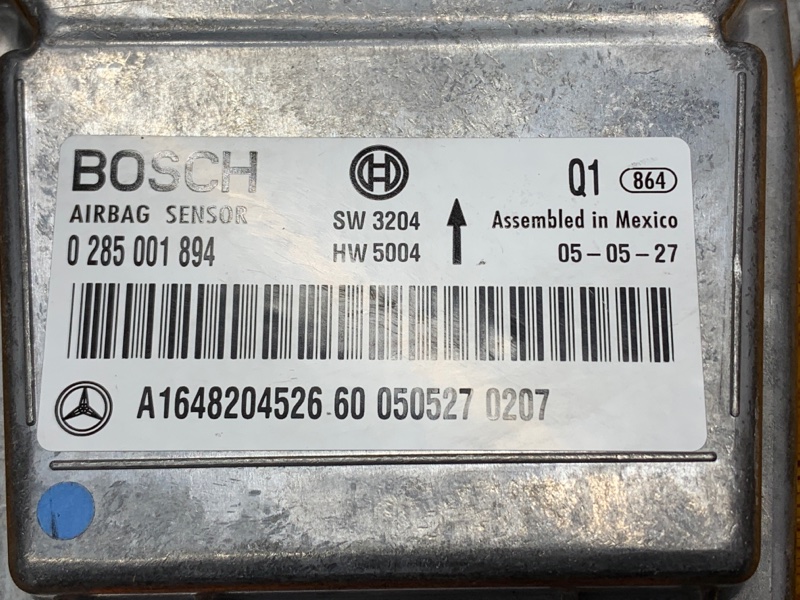 BOSCH
Q1 864
AIRBAG SENSOR SW 3204 Assembled in Mexico
0 285 001 894 HW 5004 05-05-27
A1648204526.60 050527 0207